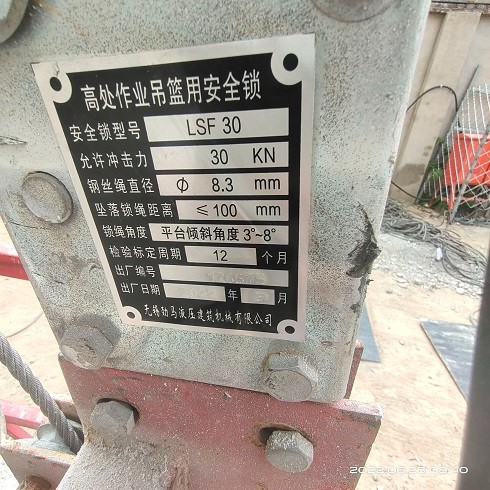 高处作业吊篮用安全锁
安全锁型号 LSF 30
允许冲击力 30 KN
钢丝绳直径 Φ 8.3 mm
坠落锁绳距离 ≤100 mm
锁绳角度 平台倾斜角度 3°~8°
检验标定周期 12 个月
出厂编号
出厂日期 年 月
无锡劲马液压建筑机械有限公司